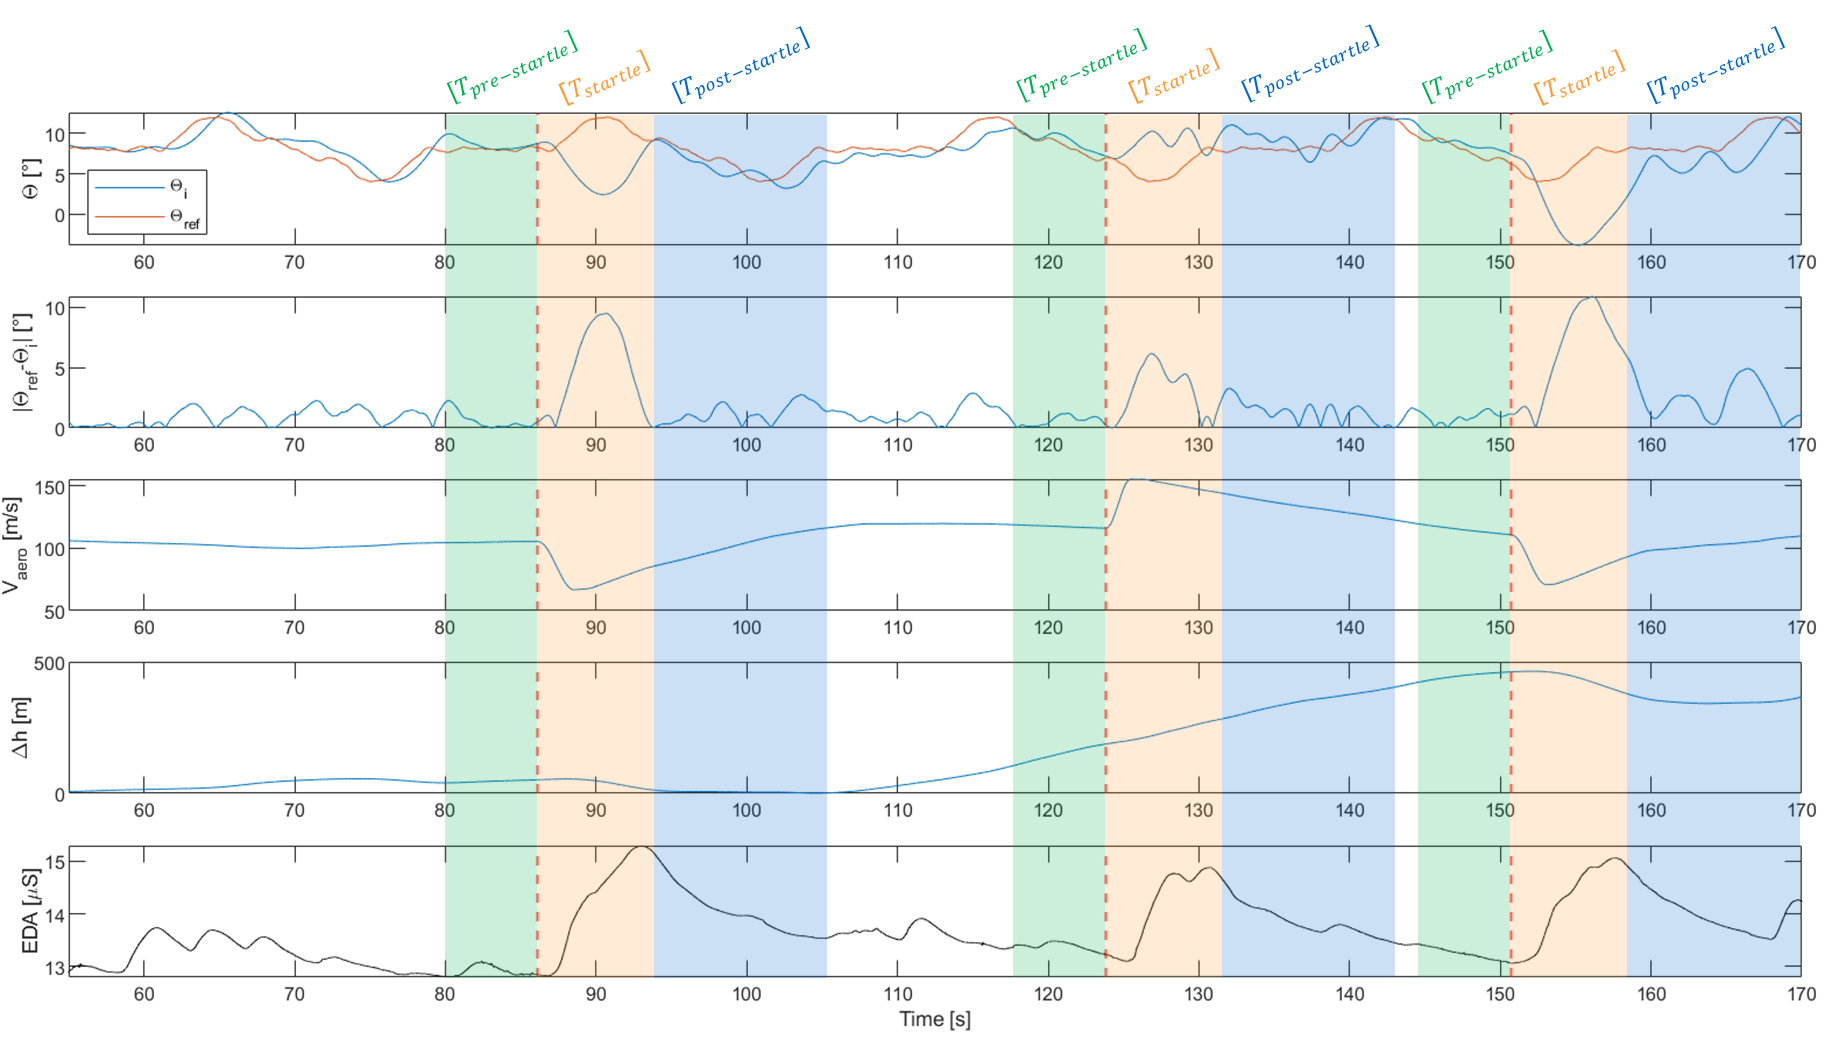 [T_pre−startle] [T_startle] [T_post−startle] [T_pre−startle] [T_startle] [T_post−startle] [T_pre−startle] [T_startle] [T_post−startle]
Θ [°]
10
5
0
Θ_i
Θ_ref
60 70 80 90 100 110 120 130 140 150 160 170
|Θ_ref-Θ_i| [°]
10
5
0
60 70 80 90 100 110 120 130 140 150 160 170
V_aero [m/s]
150
100
50
60 70 80 90 100 110 120 130 140 150 160 170
Δh [m]
500
0
60 70 80 90 100 110 120 130 140 150 160 170
EDA [μS]
15
14
13
60 70 80 90 100 110 120 130 140 150 160 170
Time [s]